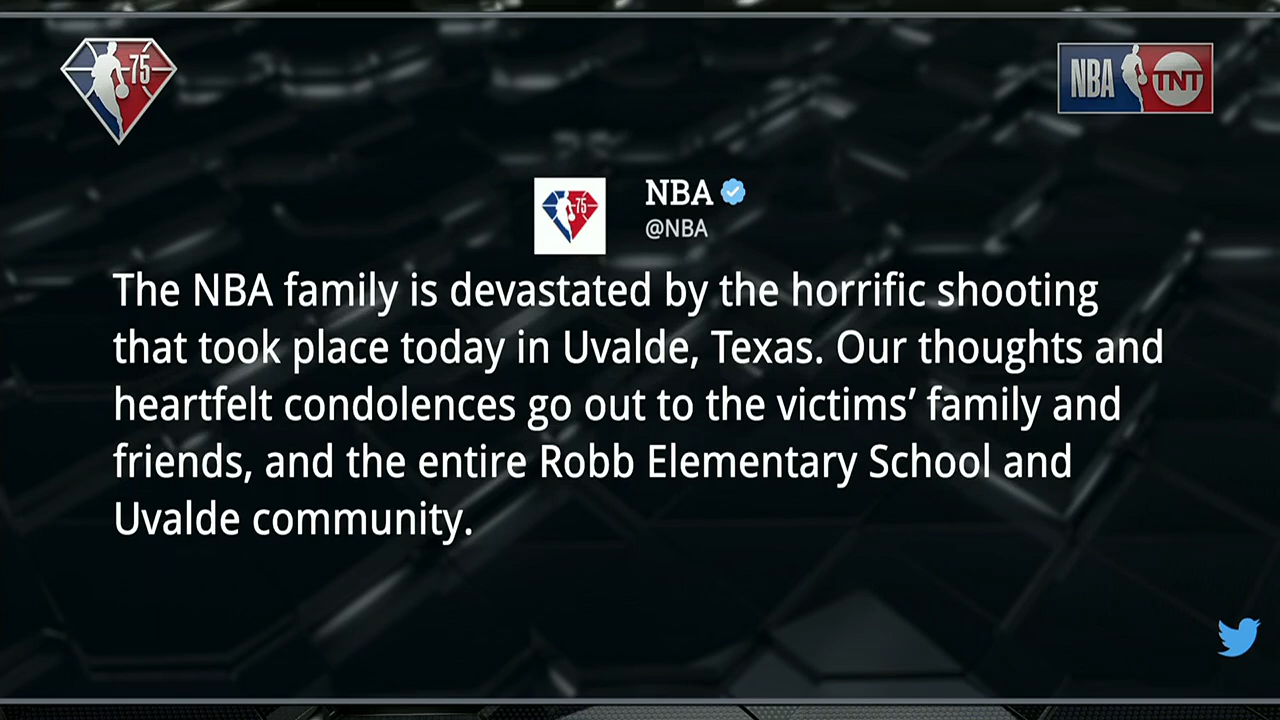 75
NBA TNT
75
NBA
@NBA
The NBA family is devastated by the horrific shooting
that took place today in Uvalde, Texas. Our thoughts and
heartfelt condolences go out to the victims’ family and
friends, and the entire Robb Elementary School and
Uvalde community.